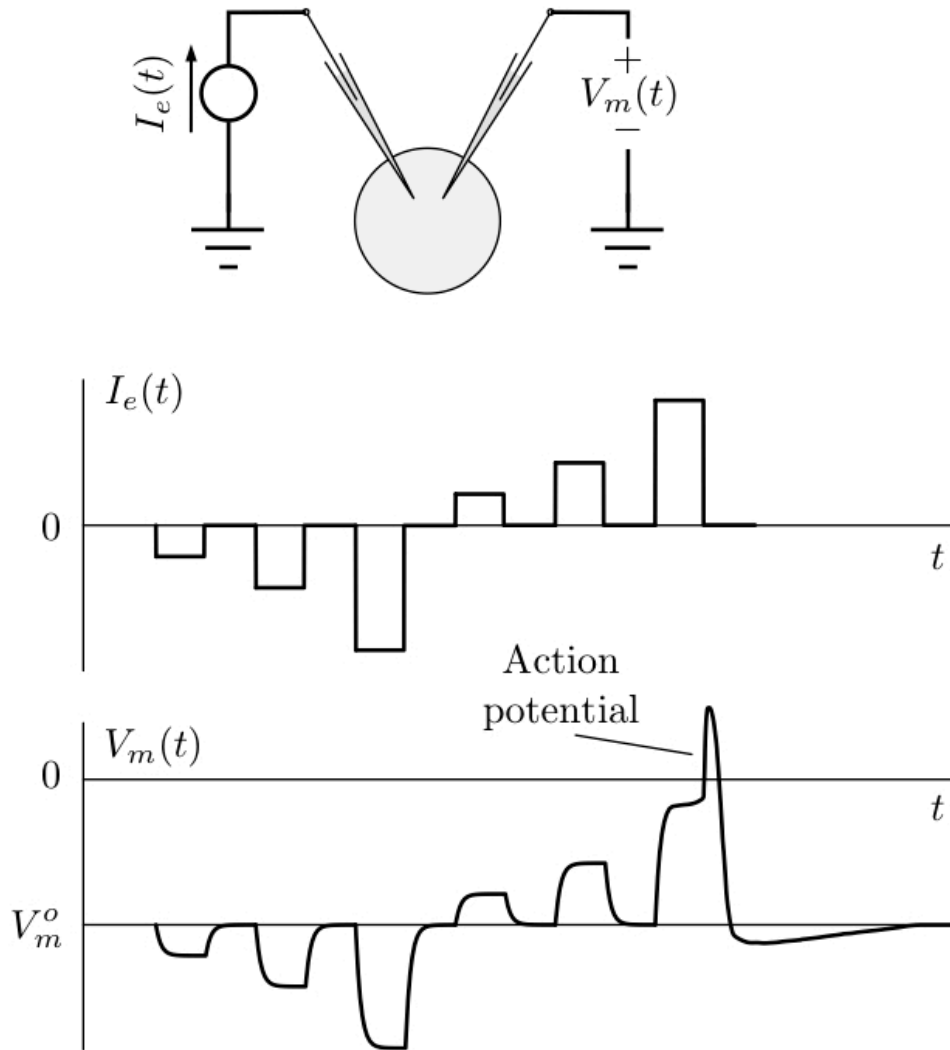 I_e(t)
+
V_m(t)
−
I_e(t)
0
t
Action
potential
V_m(t)
0
t
V_m^o